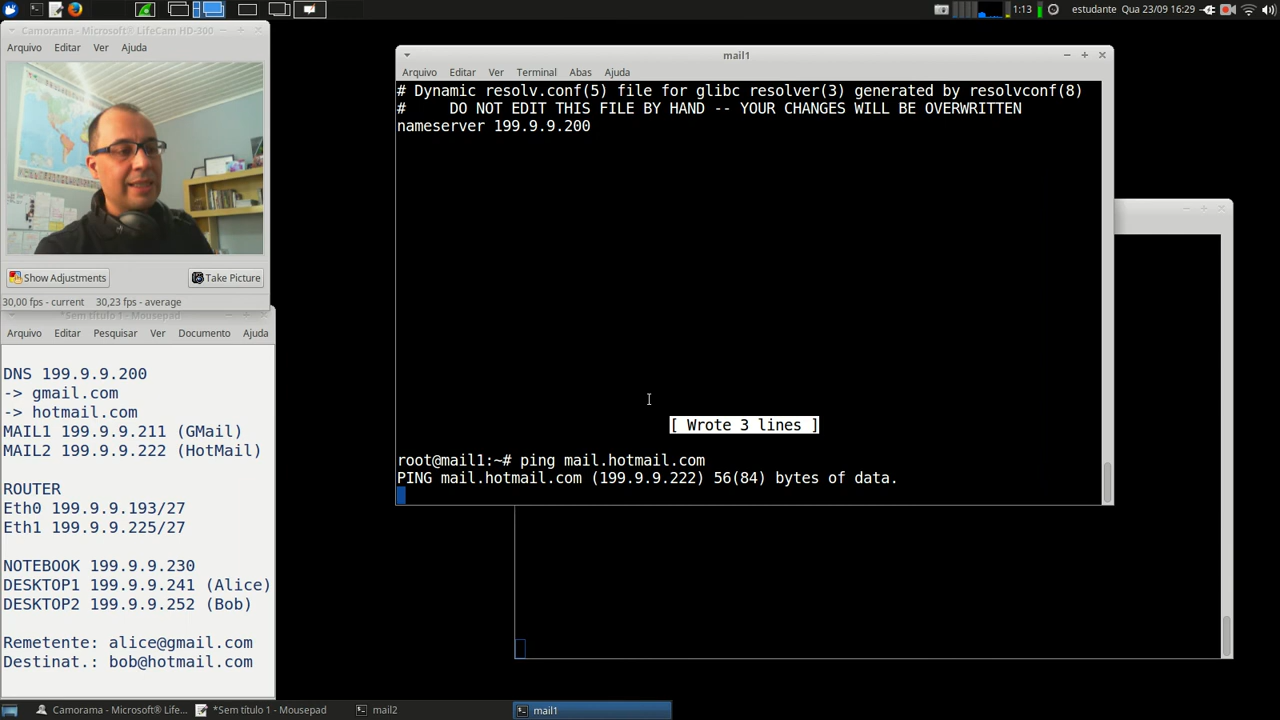 1:13 estudante Qua 23/09 16:29
Camorama - Microsoft® LifeCam HD-300
Arquivo Editar Ver Ajuda
Show Adjustments Take Picture
30,00 fps - current 30,23 fps - average
*Sem título 1 - Mousepad
Arquivo Editar Pesquisar Ver Documento Ajuda
DNS 199.9.9.200
-> gmail.com
-> hotmail.com
MAIL1 199.9.9.211 (GMail)
MAIL2 199.9.9.222 (HotMail)
ROUTER
Eth0 199.9.9.193/27
Eth1 199.9.9.225/27
NOTEBOOK 199.9.9.230
DESKTOP1 199.9.9.241 (Alice)
DESKTOP2 199.9.9.252 (Bob)
Remetente: alice@gmail.com
Destinat.: bob@hotmail.com
mail1
Arquivo Editar Ver Terminal Abas Ajuda
# Dynamic resolv.conf(5) file for glibc resolver(3) generated by resolvconf(8)
# DO NOT EDIT THIS FILE BY HAND -- YOUR CHANGES WILL BE OVERWRITTEN
nameserver 199.9.9.200
[ Wrote 3 lines ]
root@mail1:~# ping mail.hotmail.com
PING mail.hotmail.com (199.9.9.222) 56(84) bytes of data.
Camorama - Microsoft® Life... *Sem título 1 - Mousepad mail2 mail1